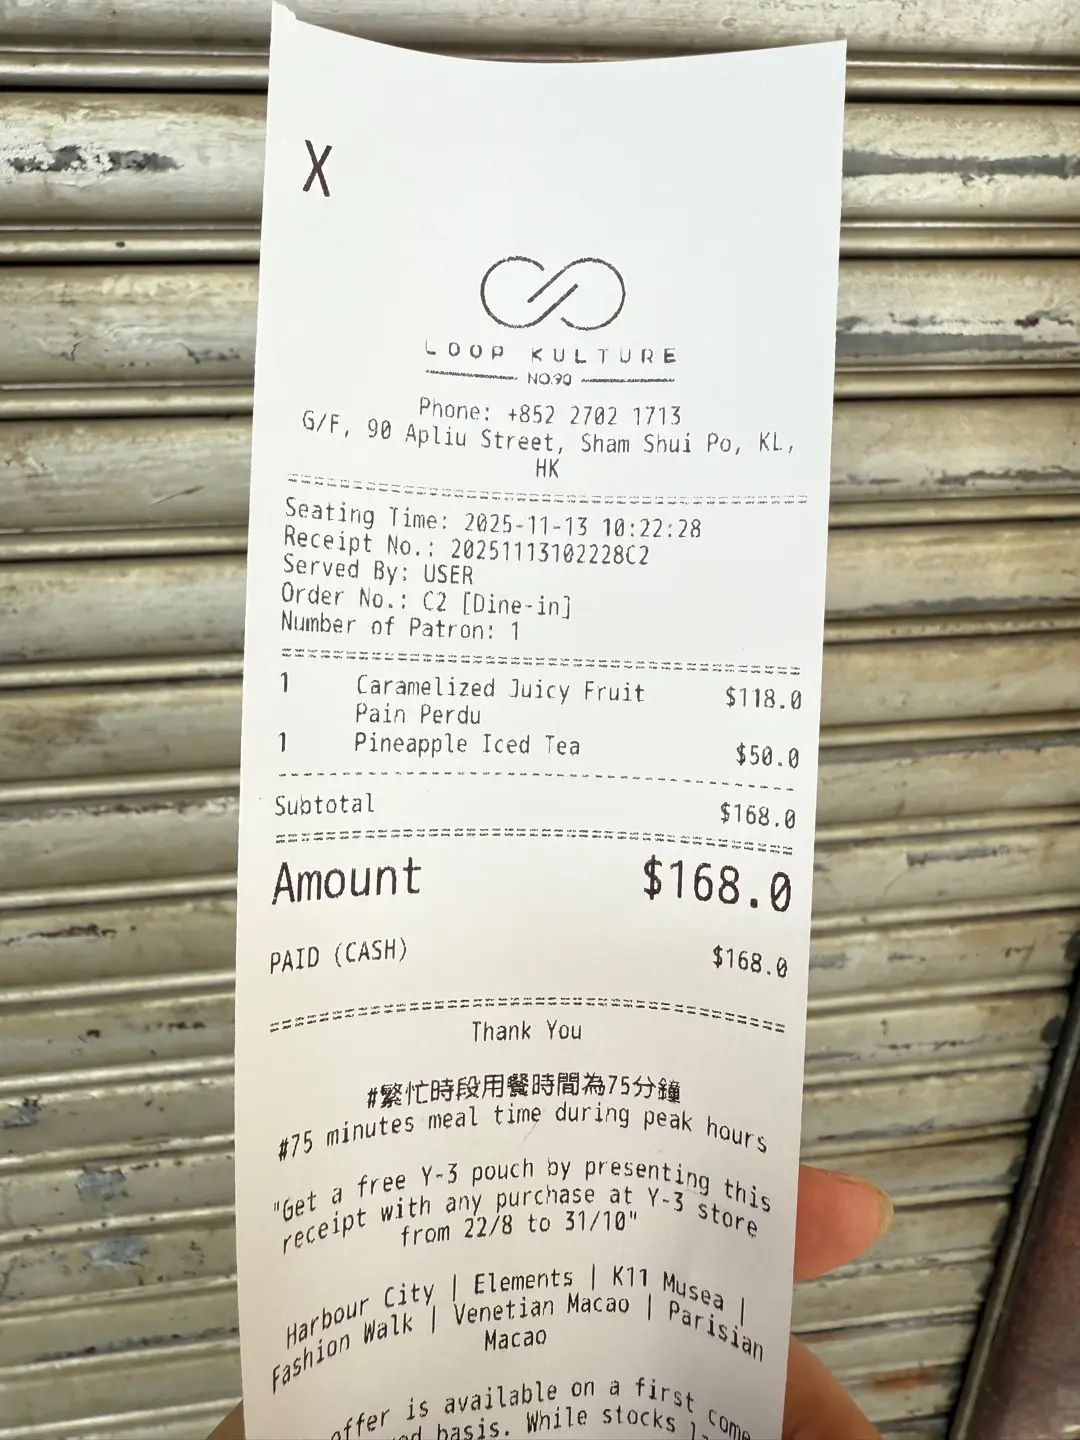 X
LOOP KULTURE
NO.90
Phone: +852 2702 1713
G/F, 90 Apliu Street, Sham Shui Po, KL,
HK
Seating Time: 2025-11-13 10:22:28
Receipt No.: 20251113102228C2
Served By: USER
Order No.: C2 [Dine-in]
Number of Patron: 1
1 Caramelized Juicy Fruit $118.0
Pain Perdu
1 Pineapple Iced Tea $50.0
Subtotal $168.0
Amount $168.0
PAID (CASH) $168.0
Thank You
#繁忙時段用餐時間為75分鐘
#75 minutes meal time during peak hours
"Get a free Y-3 pouch by presenting this
receipt with any purchase at Y-3 store
from 22/8 to 31/10"
Harbour City | Elements | K11 Musea |
Fashion Walk | Venetian Macao | Parisian
Macao
offer is available on a first come
basis. While stocks